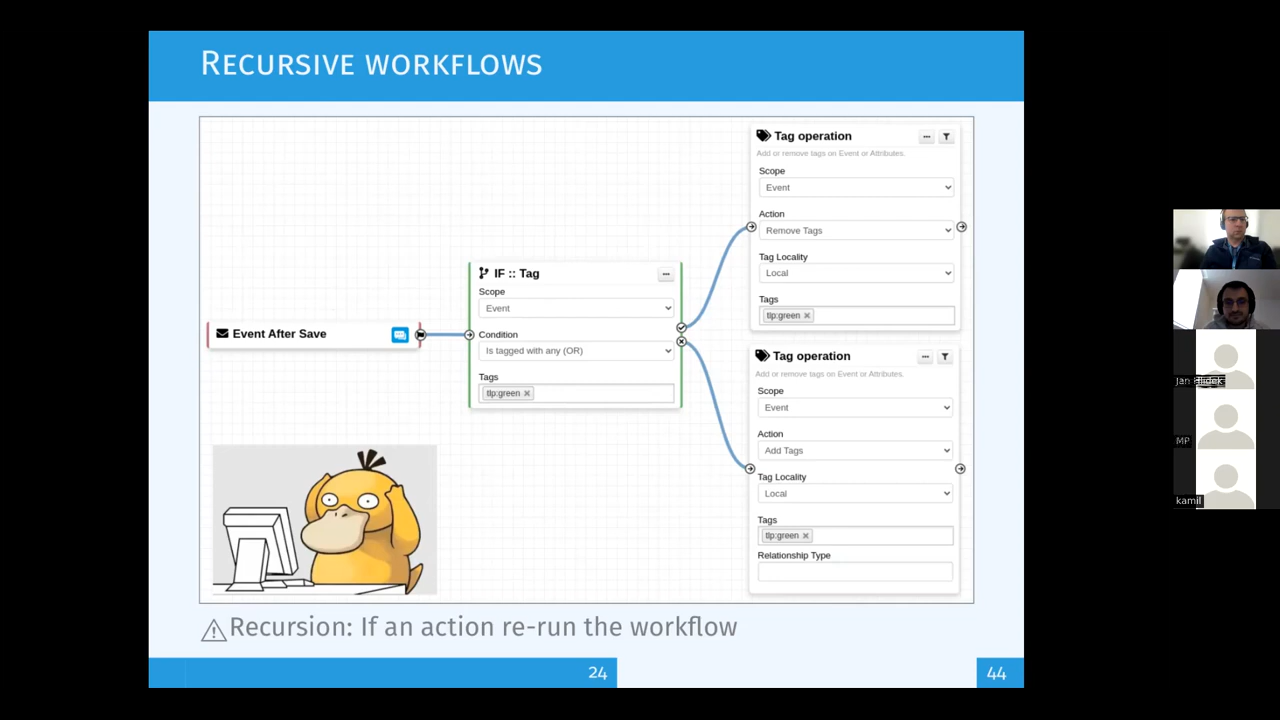 Recursive workflows
Event After Save
IF :: Tag
Scope
Event
Condition
Is tagged with any (OR)
Tags
tlp:green
Tag operation
Add or remove tags on Event or Attributes.
Scope
Event
Action
Remove Tags
Tag Locality
Local
Tags
tlp:green
Tag operation
Add or remove tags on Event or Attributes.
Scope
Event
Action
Add Tags
Tag Locality
Local
Tags
tlp:green
Relationship Type
Recursion: If an action re-run the workflow
24
44
Jan
MP
kamil